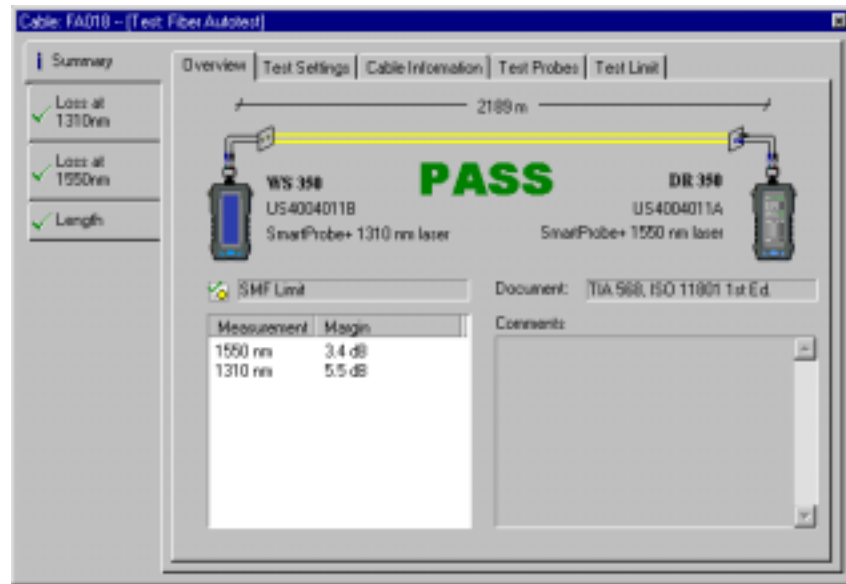 Cable: FA018 -- [Test: Fiber Autotest]
Summary
Overview
Test Settings
Cable Information
Test Probes
Test Limit
Loss at
1310nm
Loss at
1550nm
Length
2189 m
PASS
WS 350
US4004011B
SmartProbe+ 1310 nm laser
DR 350
US4004011A
SmartProbe+ 1550 nm laser
SMF Limit
Document: TIA 568, ISO 11801 1st Ed.
Measurement Margin
1550 nm 3.4 dB
1310 nm 5.5 dB
Comments